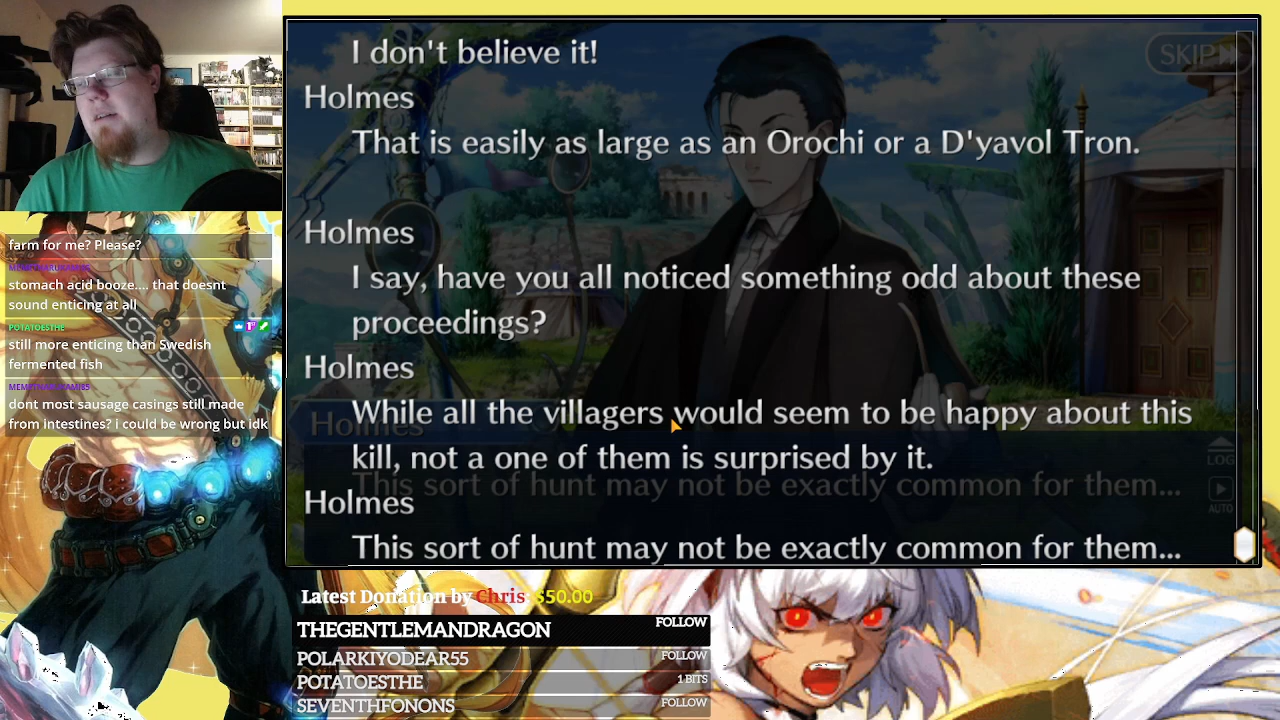 I don't believe it!
SKIP
Holmes
That is easily as large as an Orochi or a D'yavol Tron.
Holmes
I say, have you all noticed something odd about these
proceedings?
Holmes
While all the villagers would seem to be happy about this
kill, not a one of them is surprised by it.
Holmes
This sort of hunt may not be exactly common for them...
Holmes
This sort of hunt may not be exactly common for them...
LOG
AUTO
farm for me? Please?
stomach acid booze.... that doesnt
sound enticing at all
POTATOESTHE
still more enticing than Swedish
fermented fish
dont most sausage casings still made
from intestines? i could be wrong but idk
Latest Donation by Chris: $50.00
THEGENTLEMANDRAGON FOLLOW
POLARKIYODEAR55 FOLLOW
POTATOESTHE 1 BITS
SEVENTHFONONS FOLLOW